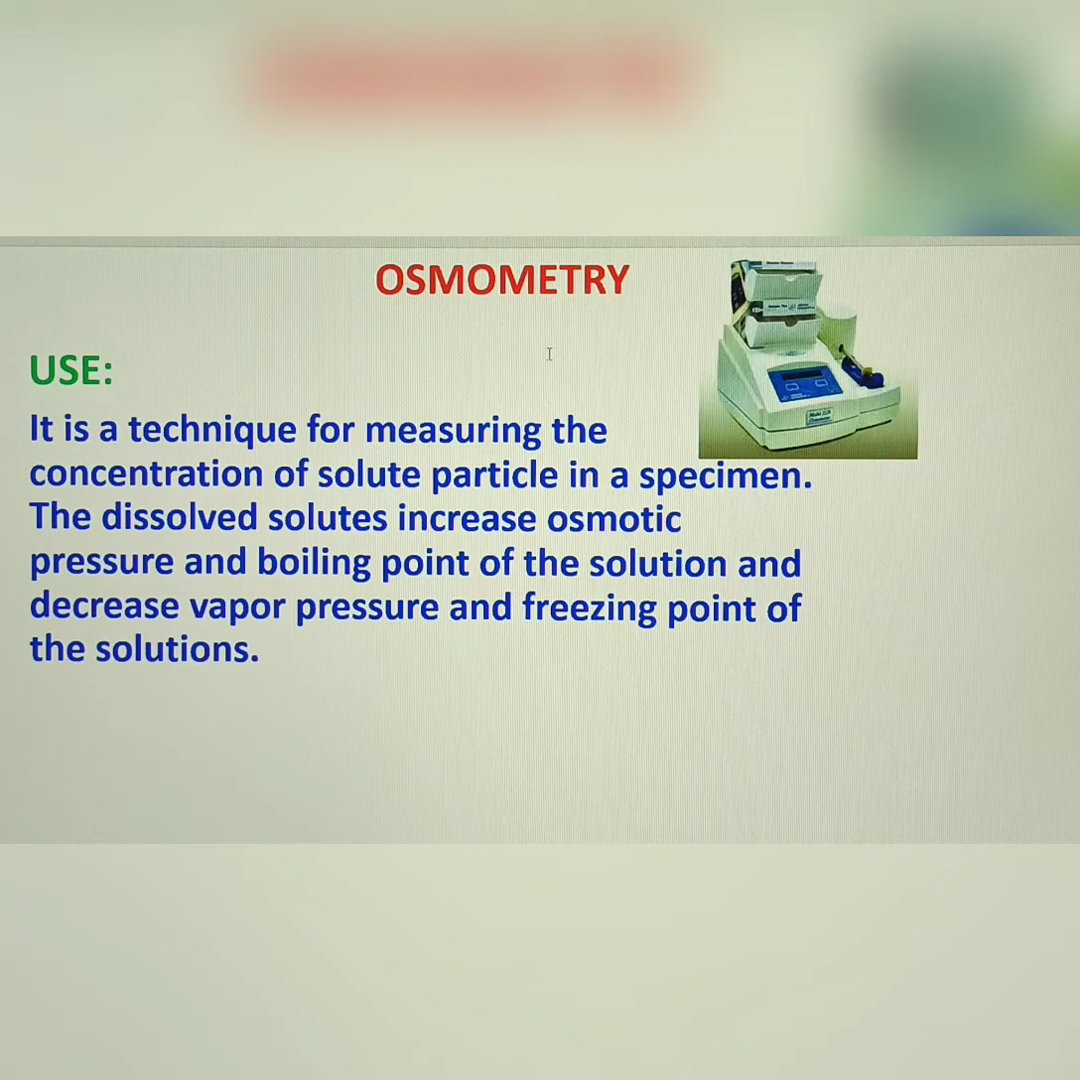 OSMOMETRY
USE:
It is a technique for measuring the
concentration of solute particle in a specimen.
The dissolved solutes increase osmotic
pressure and boiling point of the solution and
decrease vapor pressure and freezing point of
the solutions.